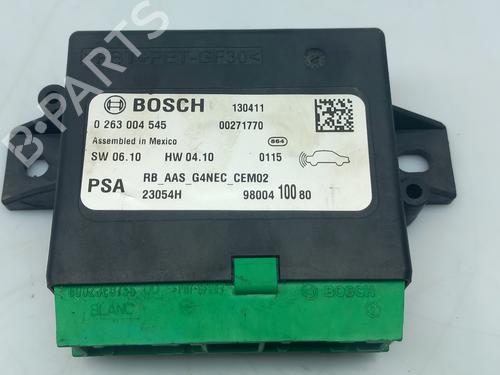 BOSCH 130411
0 263 004 545 00271770
Assembled in Mexico 864
SW 06.10 HW 04.10 0115
RB_AAS_G4NEC_CEM02
PSA 23054H 98004 100 80
BOSCH
BLANC
B-PARTS